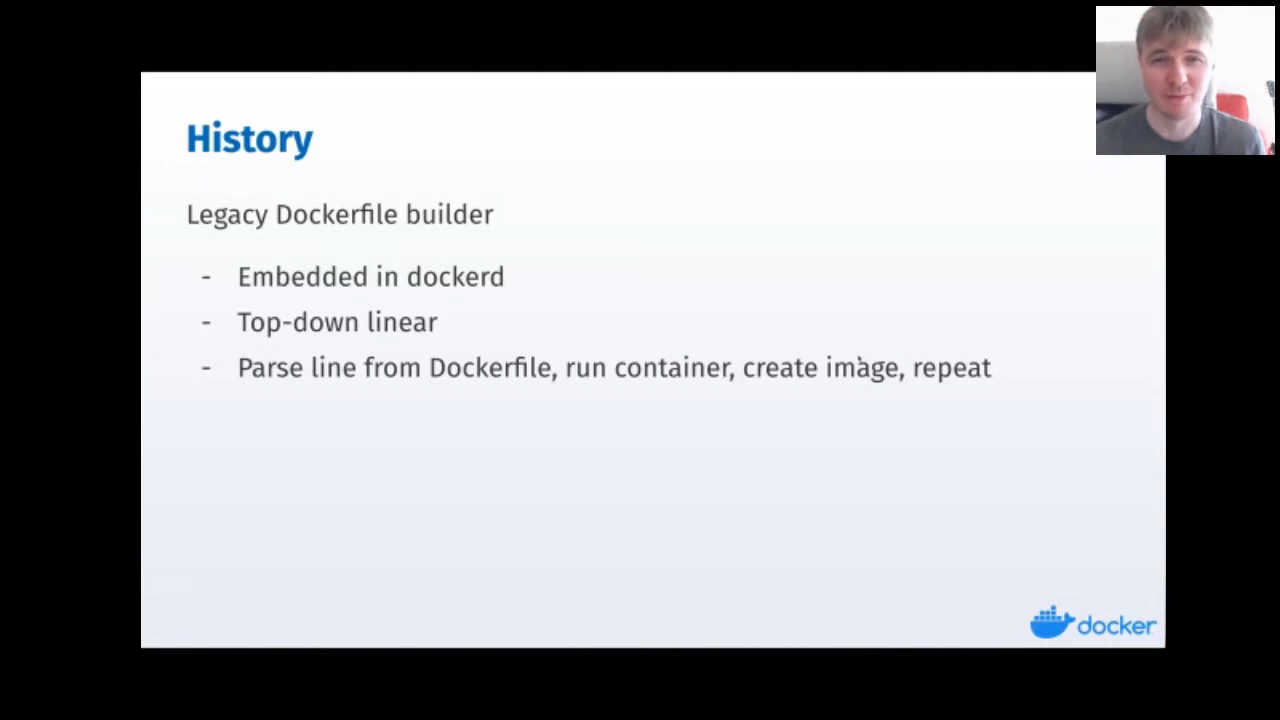 History
Legacy Dockerfile builder
- Embedded in dockerd
- Top-down linear
- Parse line from Dockerfile, run container, create image, repeat
docker